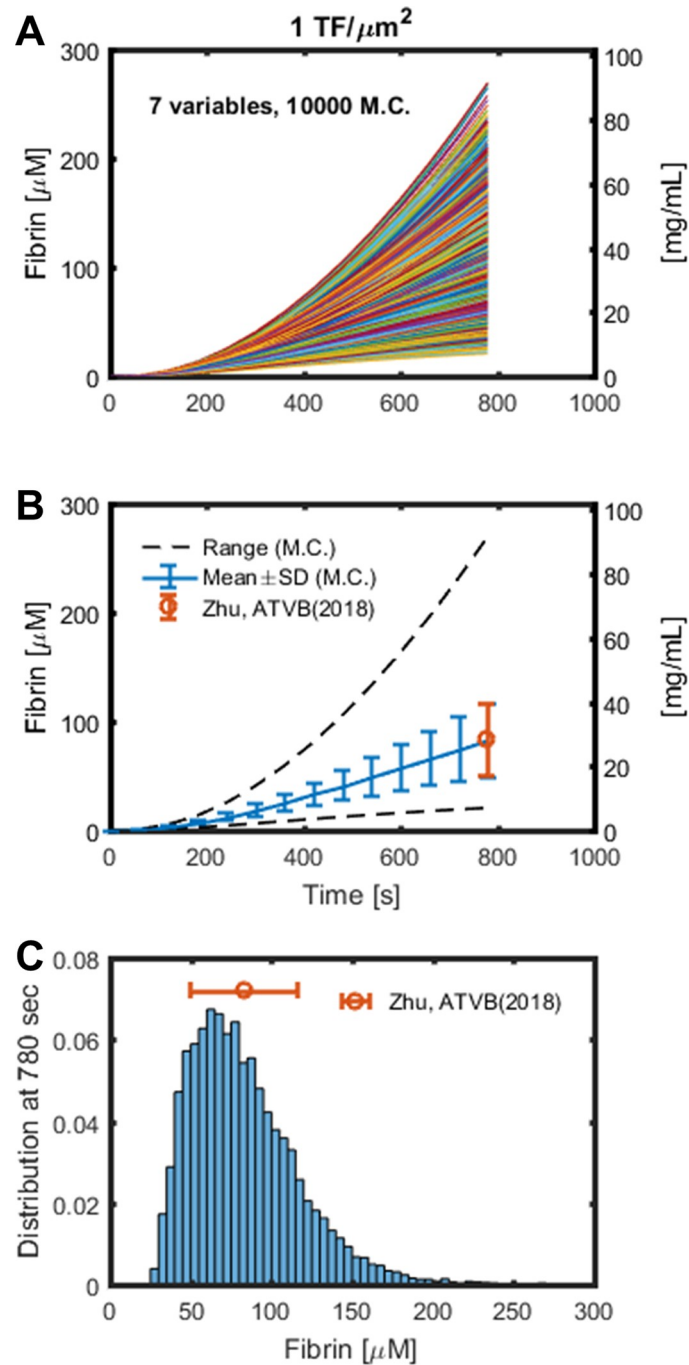 A
1 TF/μm²
300
100
7 variables, 10000 M.C.
80
200
60
Fibrin [μM]
[mg/mL]
40
100
20
0
0
0 200 400 600 800 1000
B
300
100
Range (M.C.)
Mean±SD (M.C.)
80
Zhu, ATVB(2018)
200
60
Fibrin [μM]
[mg/mL]
40
100
20
0
0
0 200 400 600 800 1000
Time [s]
C
0.08
Zhu, ATVB(2018)
0.06
Distribution at 780 sec
0.04
0.02
0
0 50 100 150 200 250 300
Fibrin [μM]